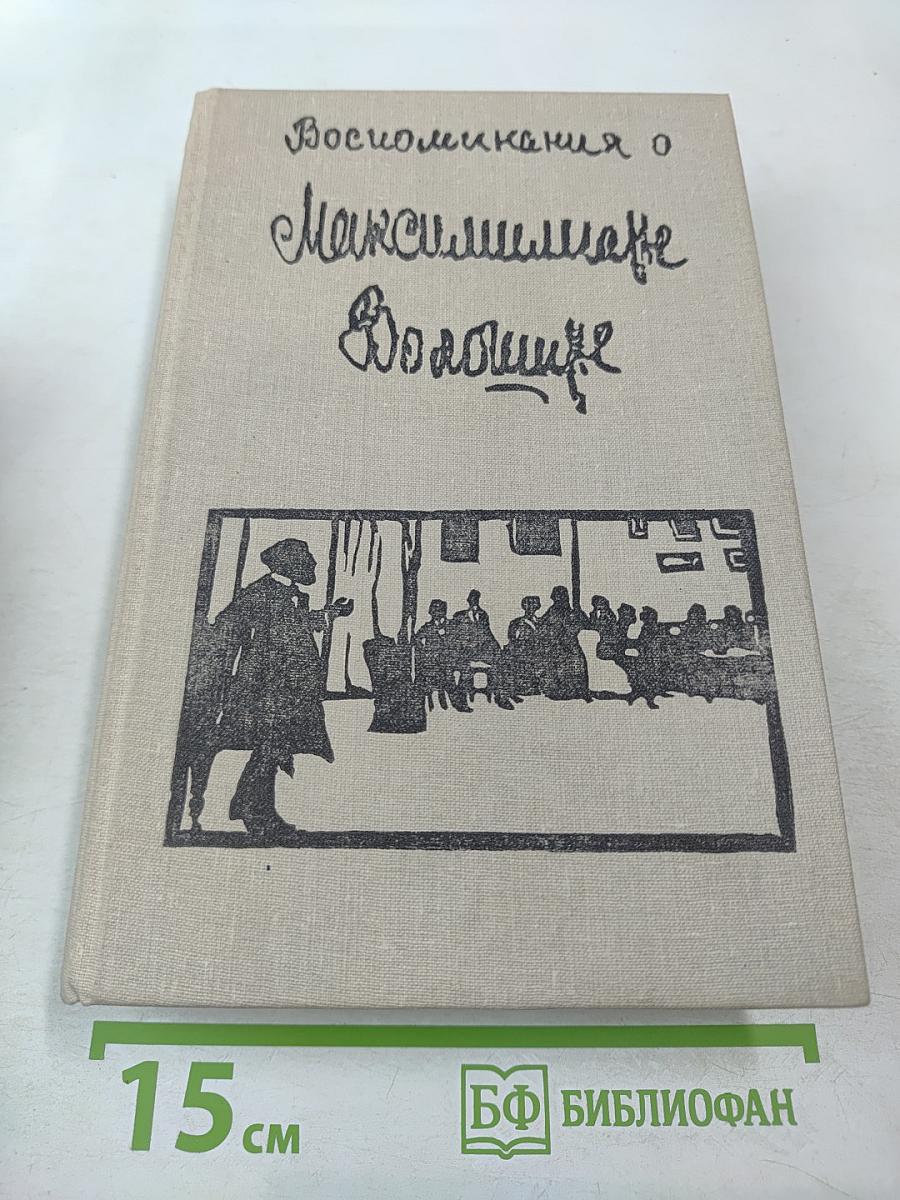 Воспоминания о
Максимилиане
Волошине
15 см
БФ БИБЛИОФАН